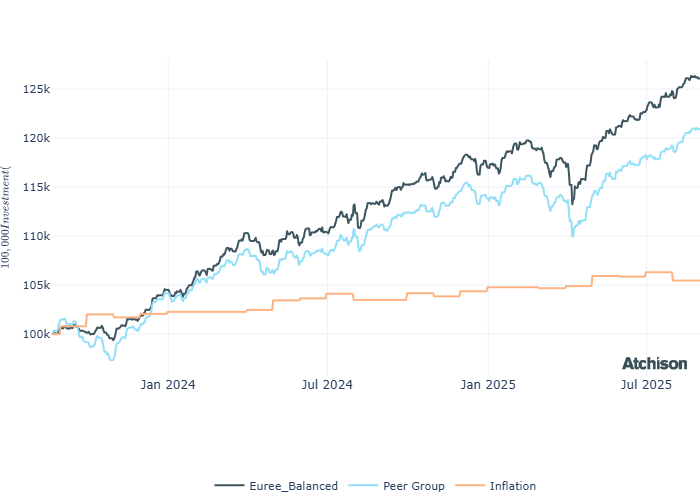 125k
120k
115k
110k
105k
100k
100,000Investment(
Jan 2024
Jul 2024
Jan 2025
Jul 2025
Atchison
Euree_Balanced
Peer Group
Inflation